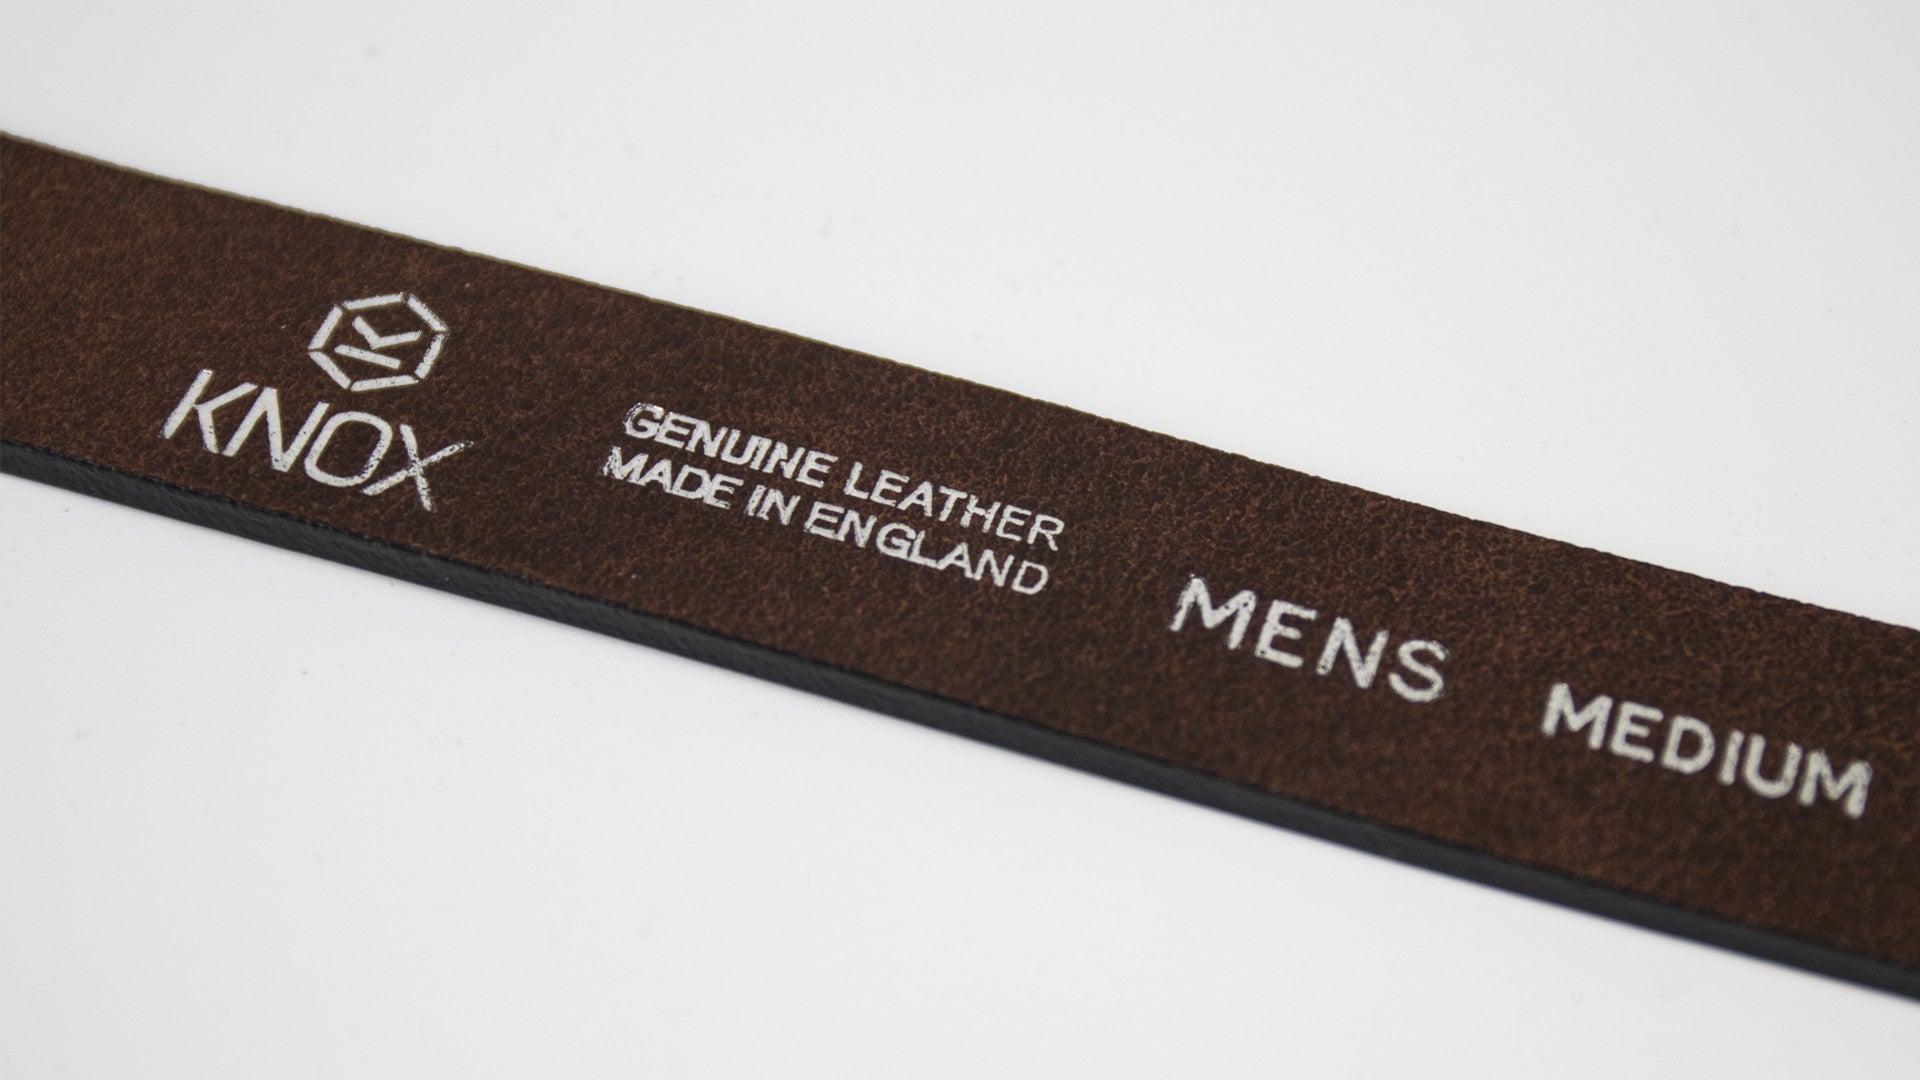 K
KNOX
GENUINE LEATHER
MADE IN ENGLAND
MENS
MEDIUM